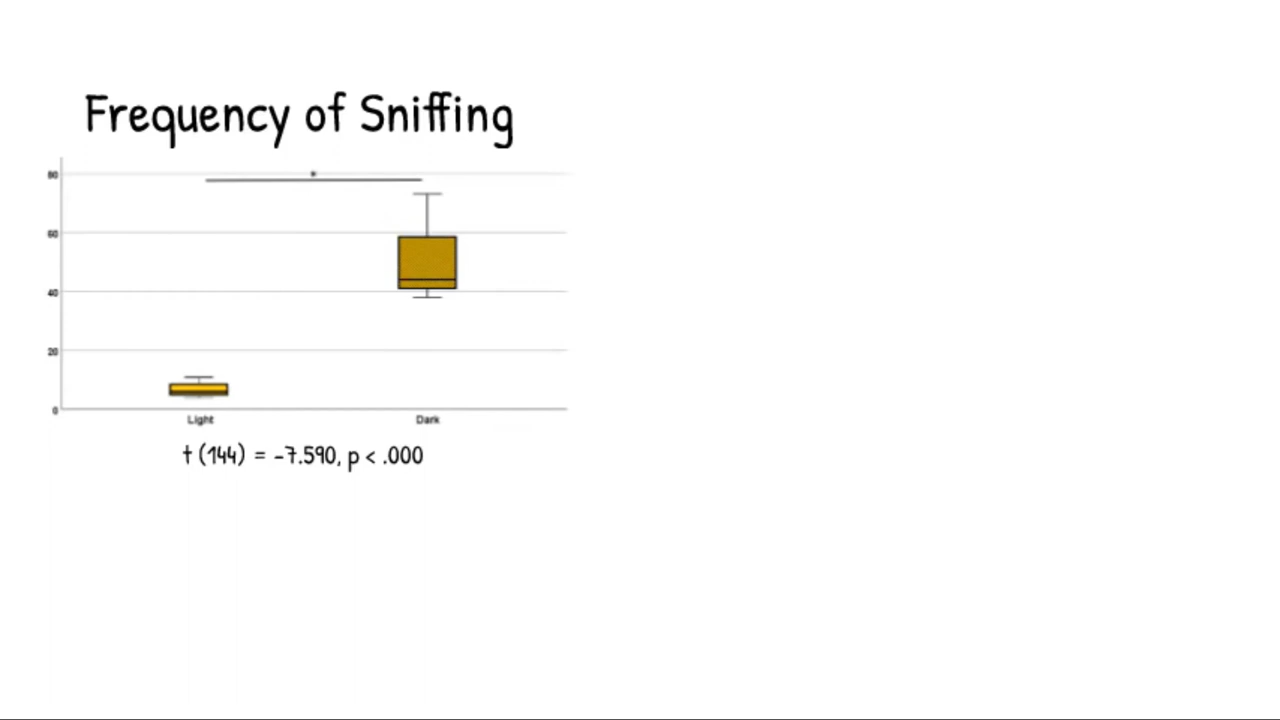 Frequency of Sniffing
80
*
60
40
20
0
Light Dark
t (144) = -7.590, p < .000